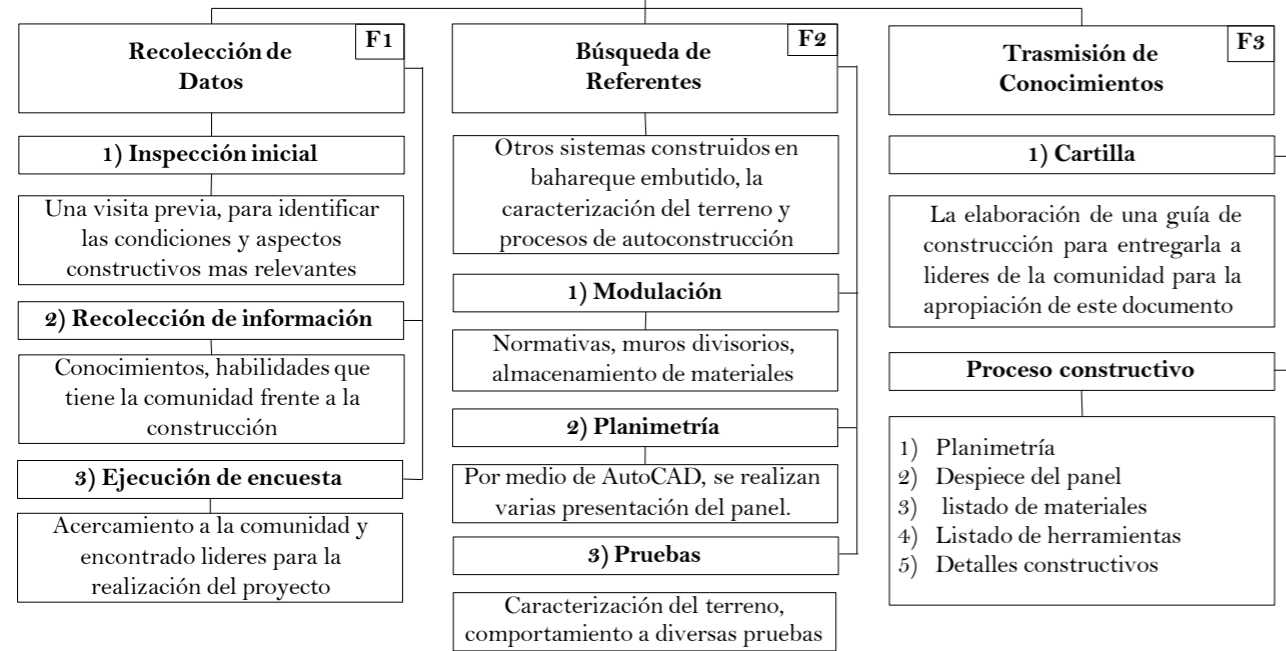 F1
Recolección de
Datos
1) Inspección inicial
Una visita previa, para identificar
las condiciones y aspectos
constructivos mas relevantes
2) Recolección de información
Conocimientos, habilidades que
tiene la comunidad frente a la
construcción
3) Ejecución de encuesta
Acercamiento a la comunidad y
encontrado lideres para la
realización del proyecto
F2
Búsqueda de
Referentes
Otros sistemas construidos en
bahareque embutido, la
caracterización del terreno y
procesos de autoconstrucción
1) Modulación
Normativas, muros divisorios,
almacenamiento de materiales
2) Planimetría
Por medio de AutoCAD, se realizan
varias presentación del panel.
3) Pruebas
Caracterización del terreno,
comportamiento a diversas pruebas
F3
Trasmisión de
Conocimientos
1) Cartilla
La elaboración de una guía de
construcción para entregarla a
lideres de la comunidad para la
apropiación de este documento
Proceso constructivo
1) Planimetría
2) Despiece del panel
3) listado de materiales
4) Listado de herramientas
5) Detalles constructivos